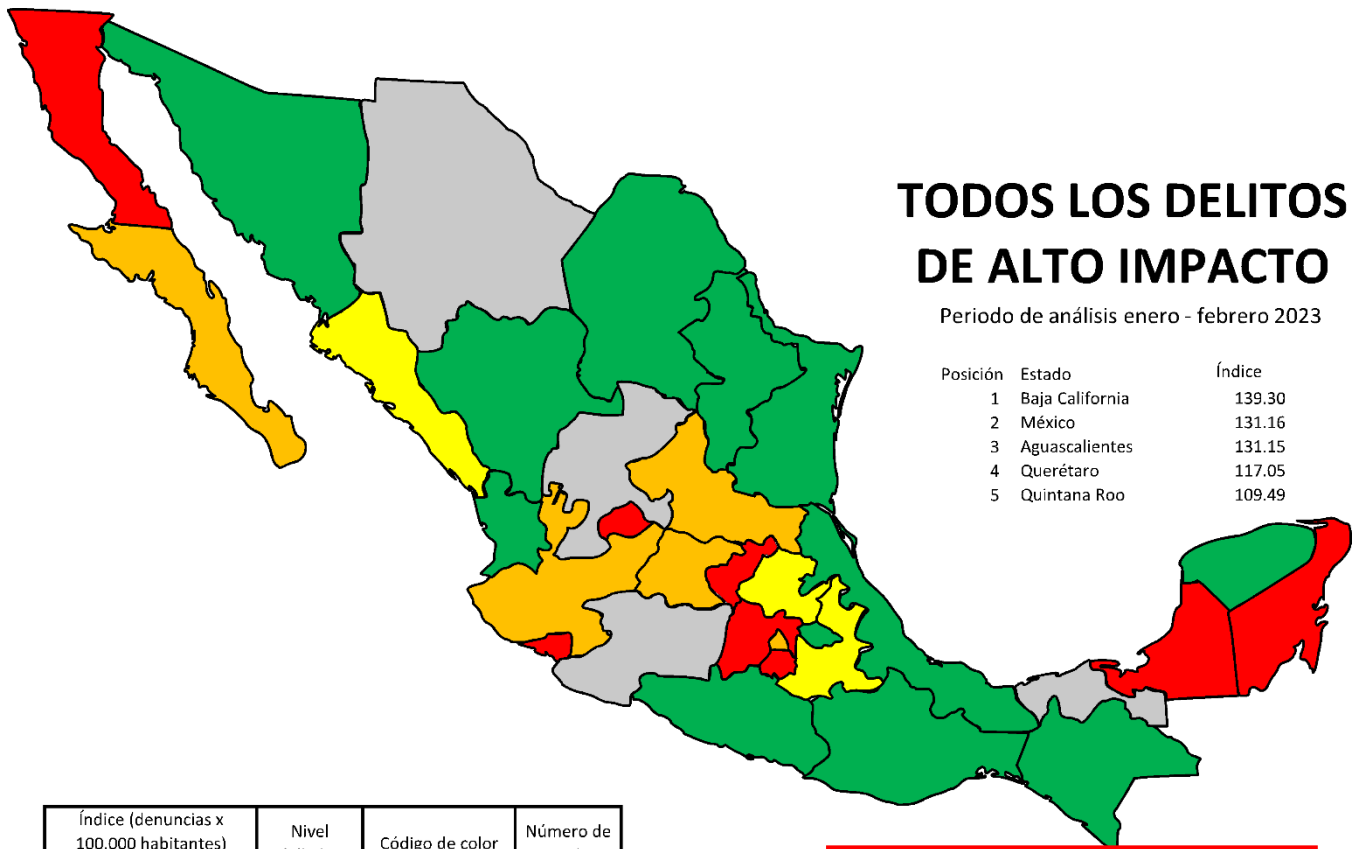 TODOS LOS DELITOS
DE ALTO IMPACTO
Periodo de análisis enero - febrero 2023
Posición Estado Índice
1 Baja California 139.30
2 México 131.16
3 Aguascalientes 131.15
4 Querétaro 117.05
5 Quintana Roo 109.49
Índice (denuncias x
100,000 habitantes)
Nivel
Código de color
Número de